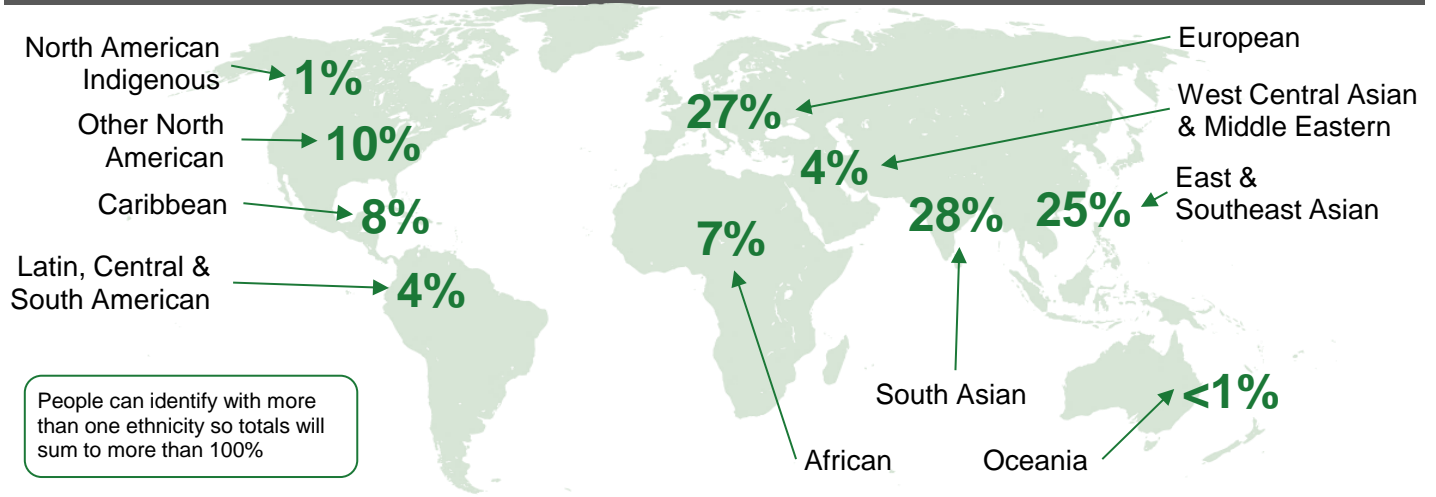 North American
Indigenous
1%
Other North
American
10%
Caribbean
8%
Latin, Central &
South American
4%
European
27%
West Central Asian
& Middle Eastern
4%
East &
Southeast Asian
25%
28%
South Asian
7%
African
<1%
Oceania
People can identify with more
than one ethnicity so totals will
sum to more than 100%